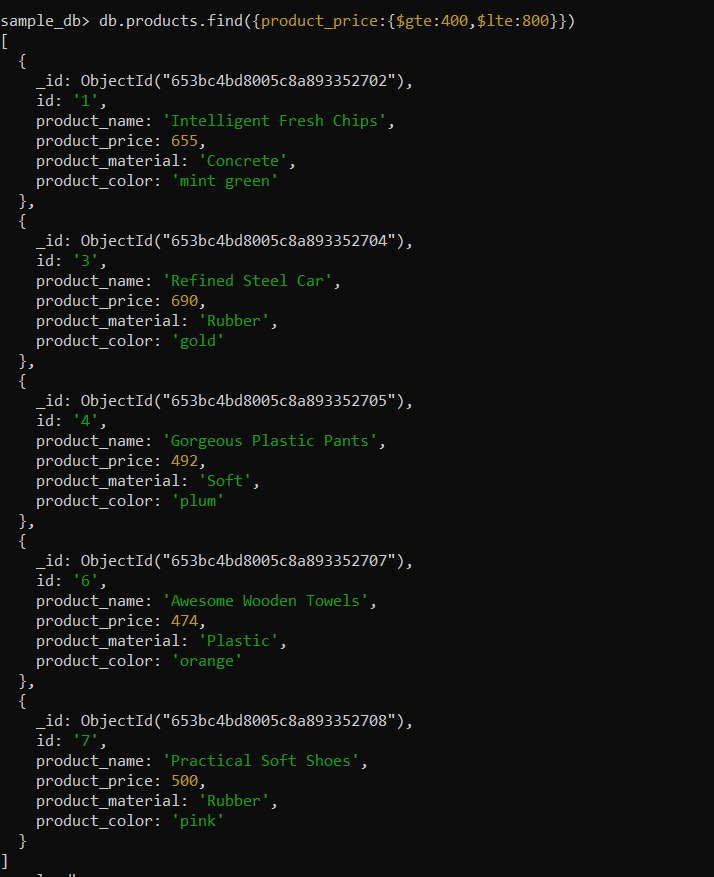 sample_db> db.products.find({product_price:{$gte:400,$lte:800}})
[
  {
    _id: ObjectId("653bc4bd8005c8a893352702"),
    id: '1',
    product_name: 'Intelligent Fresh Chips',
    product_price: 655,
    product_material: 'Concrete',
    product_color: 'mint green'
  },
  {
    _id: ObjectId("653bc4bd8005c8a893352704"),
    id: '3',
    product_name: 'Refined Steel Car',
    product_price: 690,
    product_material: 'Rubber',
    product_color: 'gold'
  },
  {
    _id: ObjectId("653bc4bd8005c8a893352705"),
    id: '4',
    product_name: 'Gorgeous Plastic Pants',
    product_price: 492,
    product_material: 'Soft',
    product_color: 'plum'
  },
  {
    _id: ObjectId("653bc4bd8005c8a893352707"),
    id: '6',
    product_name: 'Awesome Wooden Towels',
    product_price: 474,
    product_material: 'Plastic',
    product_color: 'orange'
  },
  {
    _id: ObjectId("653bc4bd8005c8a893352708"),
    id: '7',
    product_name: 'Practical Soft Shoes',
    product_price: 500,
    product_material: 'Rubber',
    product_color: 'pink'
  }
]